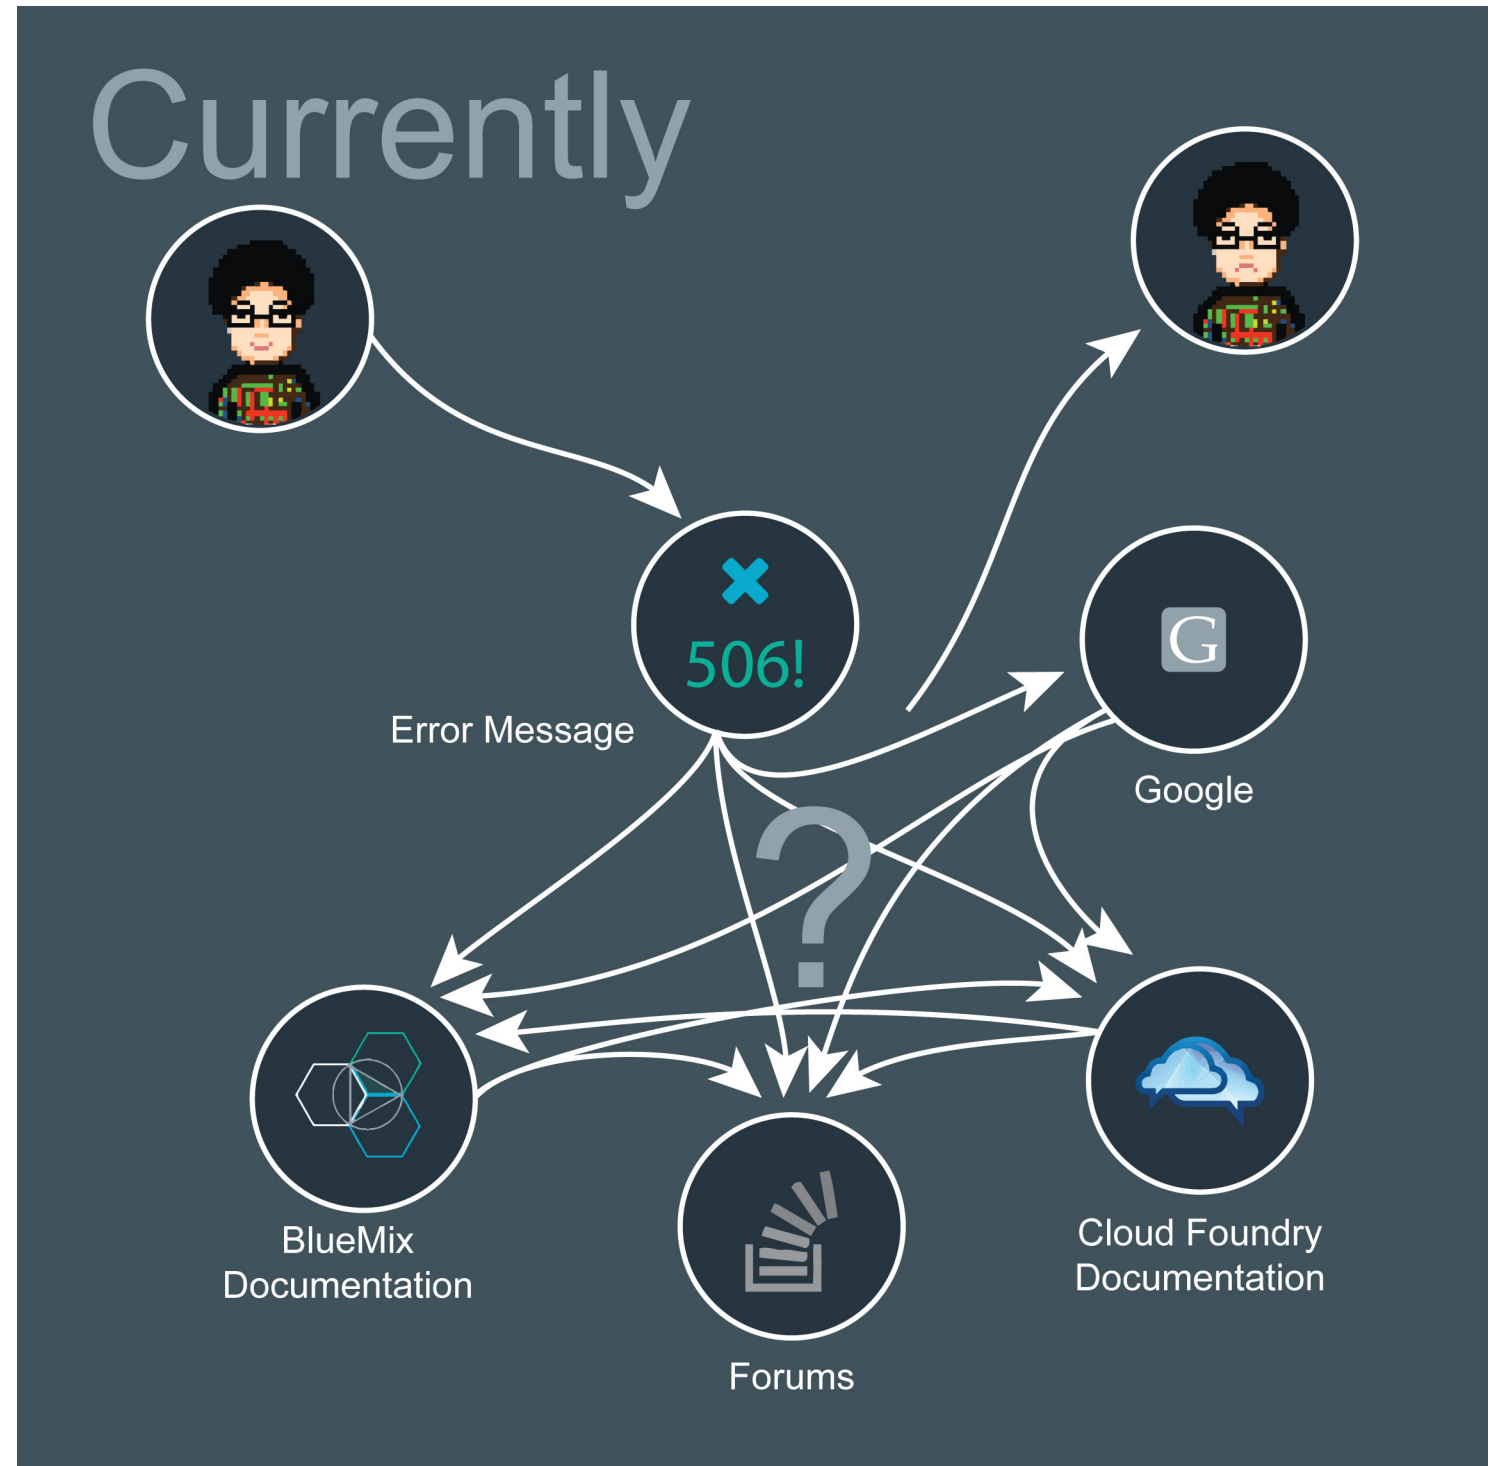 Currently
506!
Error Message
G
Google
?
BlueMix
Documentation
Cloud Foundry
Documentation
Forums